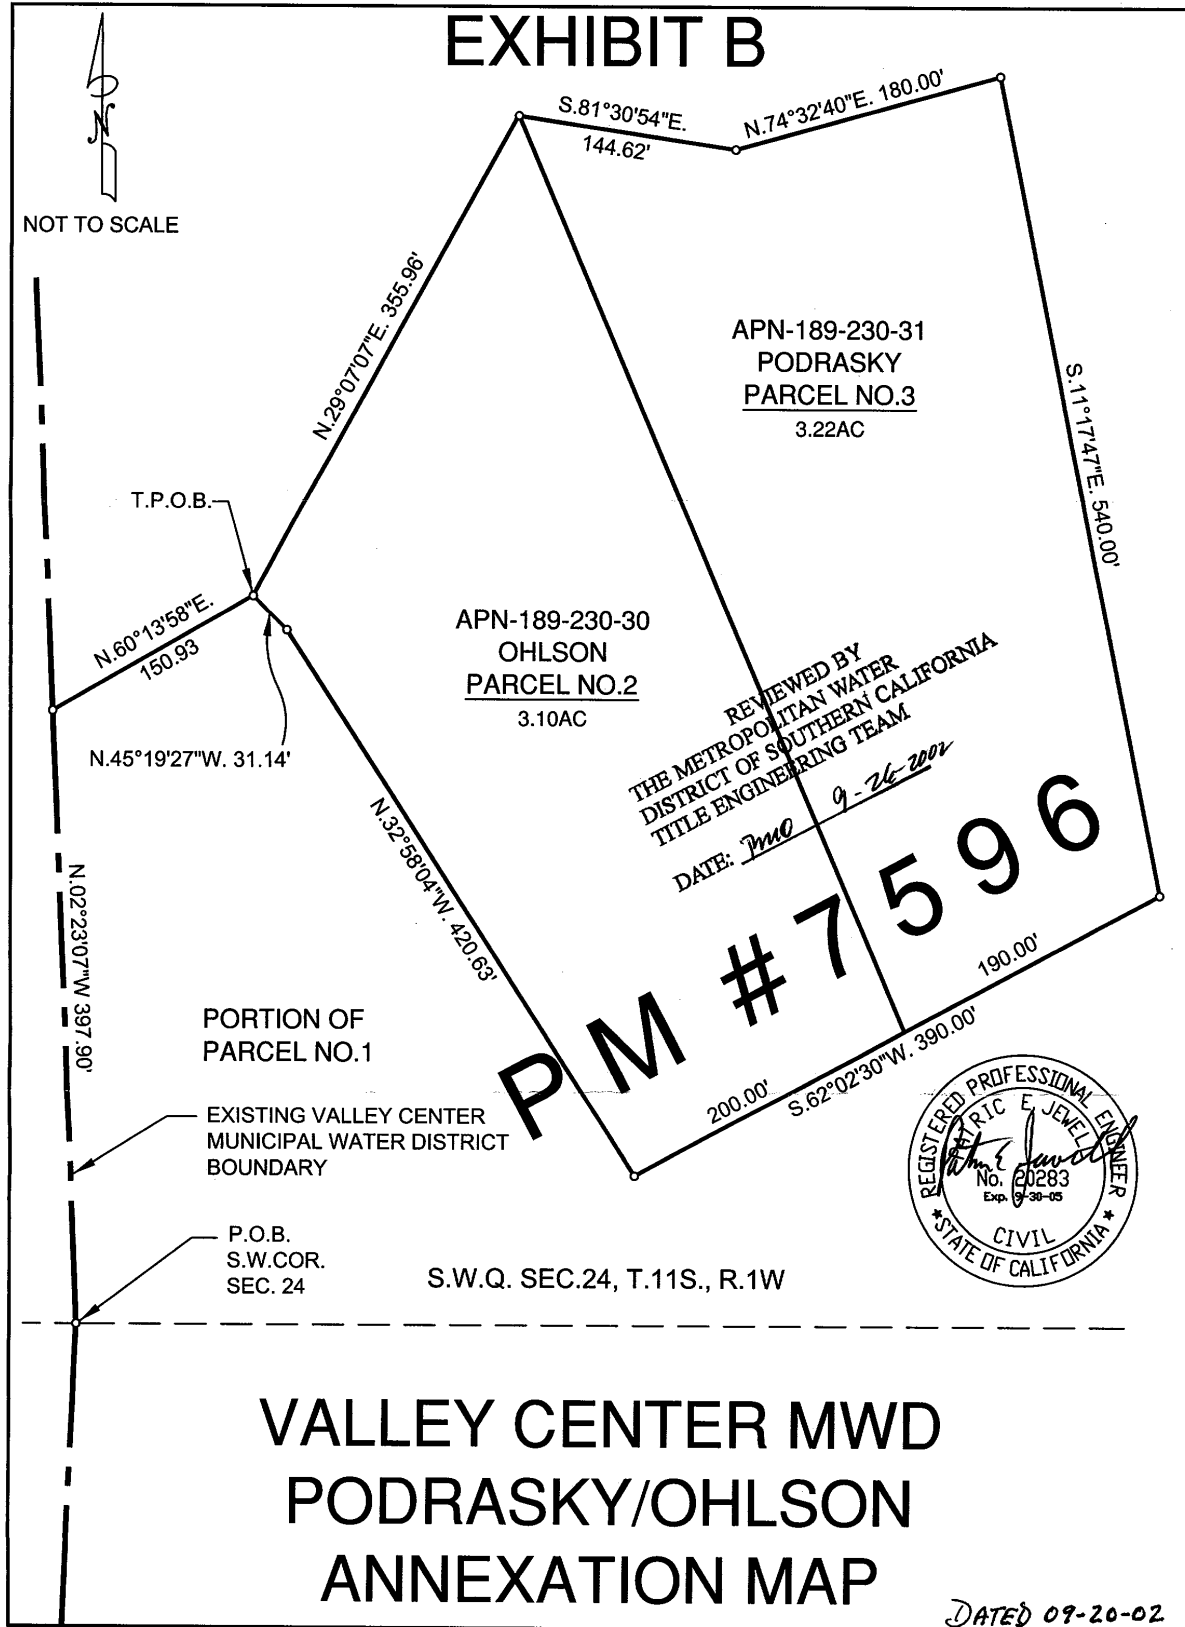 EXHIBIT B
N
NOT TO SCALE
S.81°30'54"E.
144.62'
N.74°32'40"E. 180.00'
N.29°07'07"E. 355.96'
APN-189-230-31
PODRASKY
PARCEL NO.3
3.22AC
S.11°17'47"E. 540.00'
T.P.O.B.
N.60°13'58"E.
150.93
APN-189-230-30
OHLSON
PARCEL NO.2
3.10AC
N.45°19'27"W. 31.14'
REVIEWED BY
THE METROPOLITAN WATER
DISTRICT OF SOUTHERN CALIFORNIA
TITLE ENGINEERING TEAM
DATE: 9-26-2002
N.32°58'04"W. 420.63'
PM #7596
N.02°23'07"W 397.90'
190.00'
200.00'
S.62°02'30"W. 390.00'
PORTION OF
PARCEL NO.1
EXISTING VALLEY CENTER
MUNICIPAL WATER DISTRICT
BOUNDARY
REGISTERED PROFESSIONAL ENGINEER
PATRIC E. JEWELL
No. 20283
Exp. 9-30-05
CIVIL
STATE OF CALIFORNIA
P.O.B.
S.W.COR.
SEC. 24
S.W.Q. SEC.24, T.11S., R.1W
VALLEY CENTER MWD
PODRASKY/OHLSON
ANNEXATION MAP
DATED 09-20-02